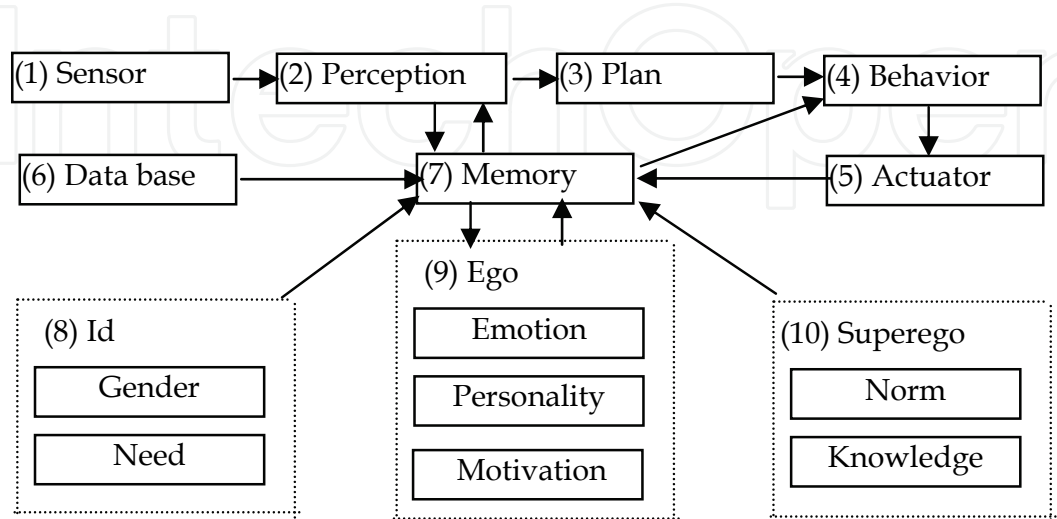 IntechOpen
(1) Sensor
(2) Perception
(3) Plan
(4) Behavior
(6) Data base
(7) Memory
(5) Actuator
(8) Id
Gender
Need
(9) Ego
Emotion
Personality
Motivation
(10) Superego
Norm
Knowledge